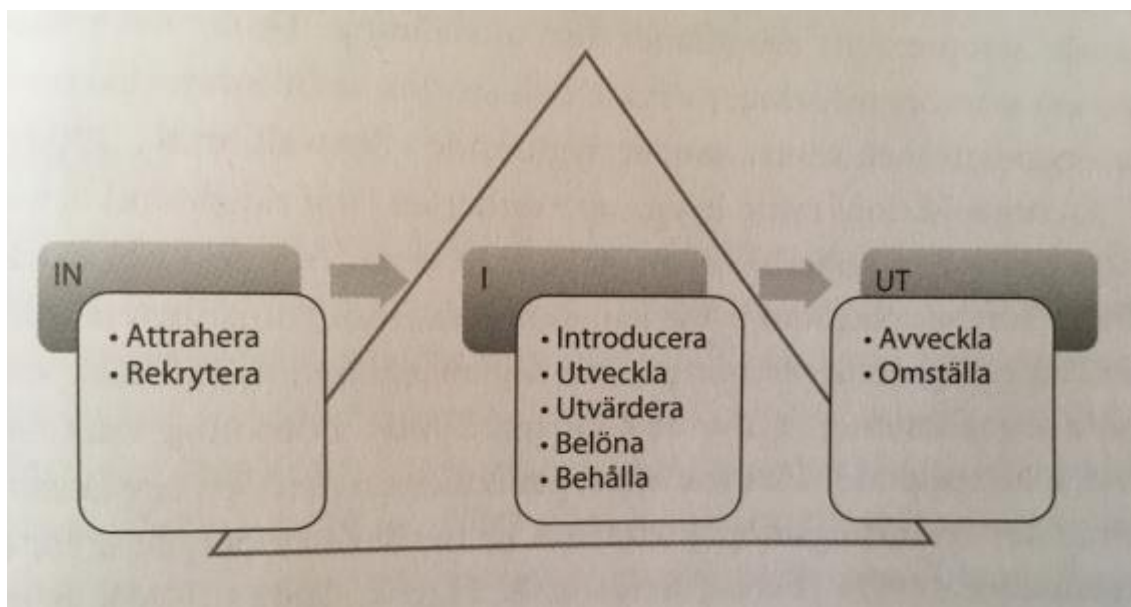 IN
• Attrahera
• Rekrytera
I
• Introducera
• Utveckla
• Utvärdera
• Belöna
• Behålla
UT
• Avveckla
• Omställa